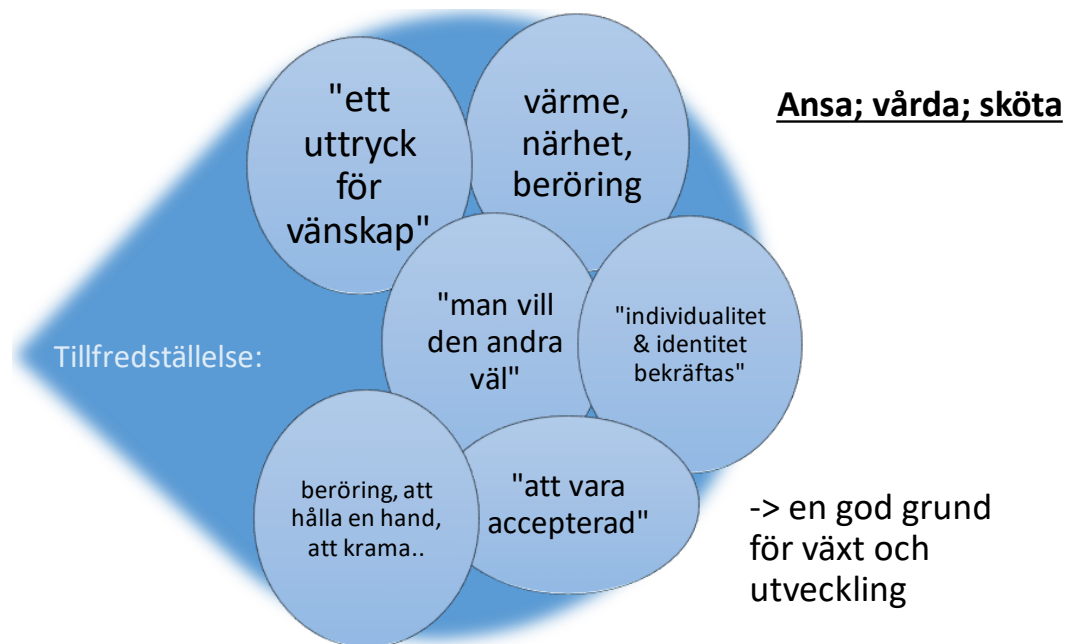 Ansa; vårda; sköta
"ett
uttryck
för
vänskap"
värme,
närhet,
beröring
Tillfredställelse:
"man vill
den andra
väl"
"individualitet
& identitet
bekräftas"
beröring, att
hålla en hand,
att krama..
"att vara
accepterad"
-> en god grund
för växt och
utveckling